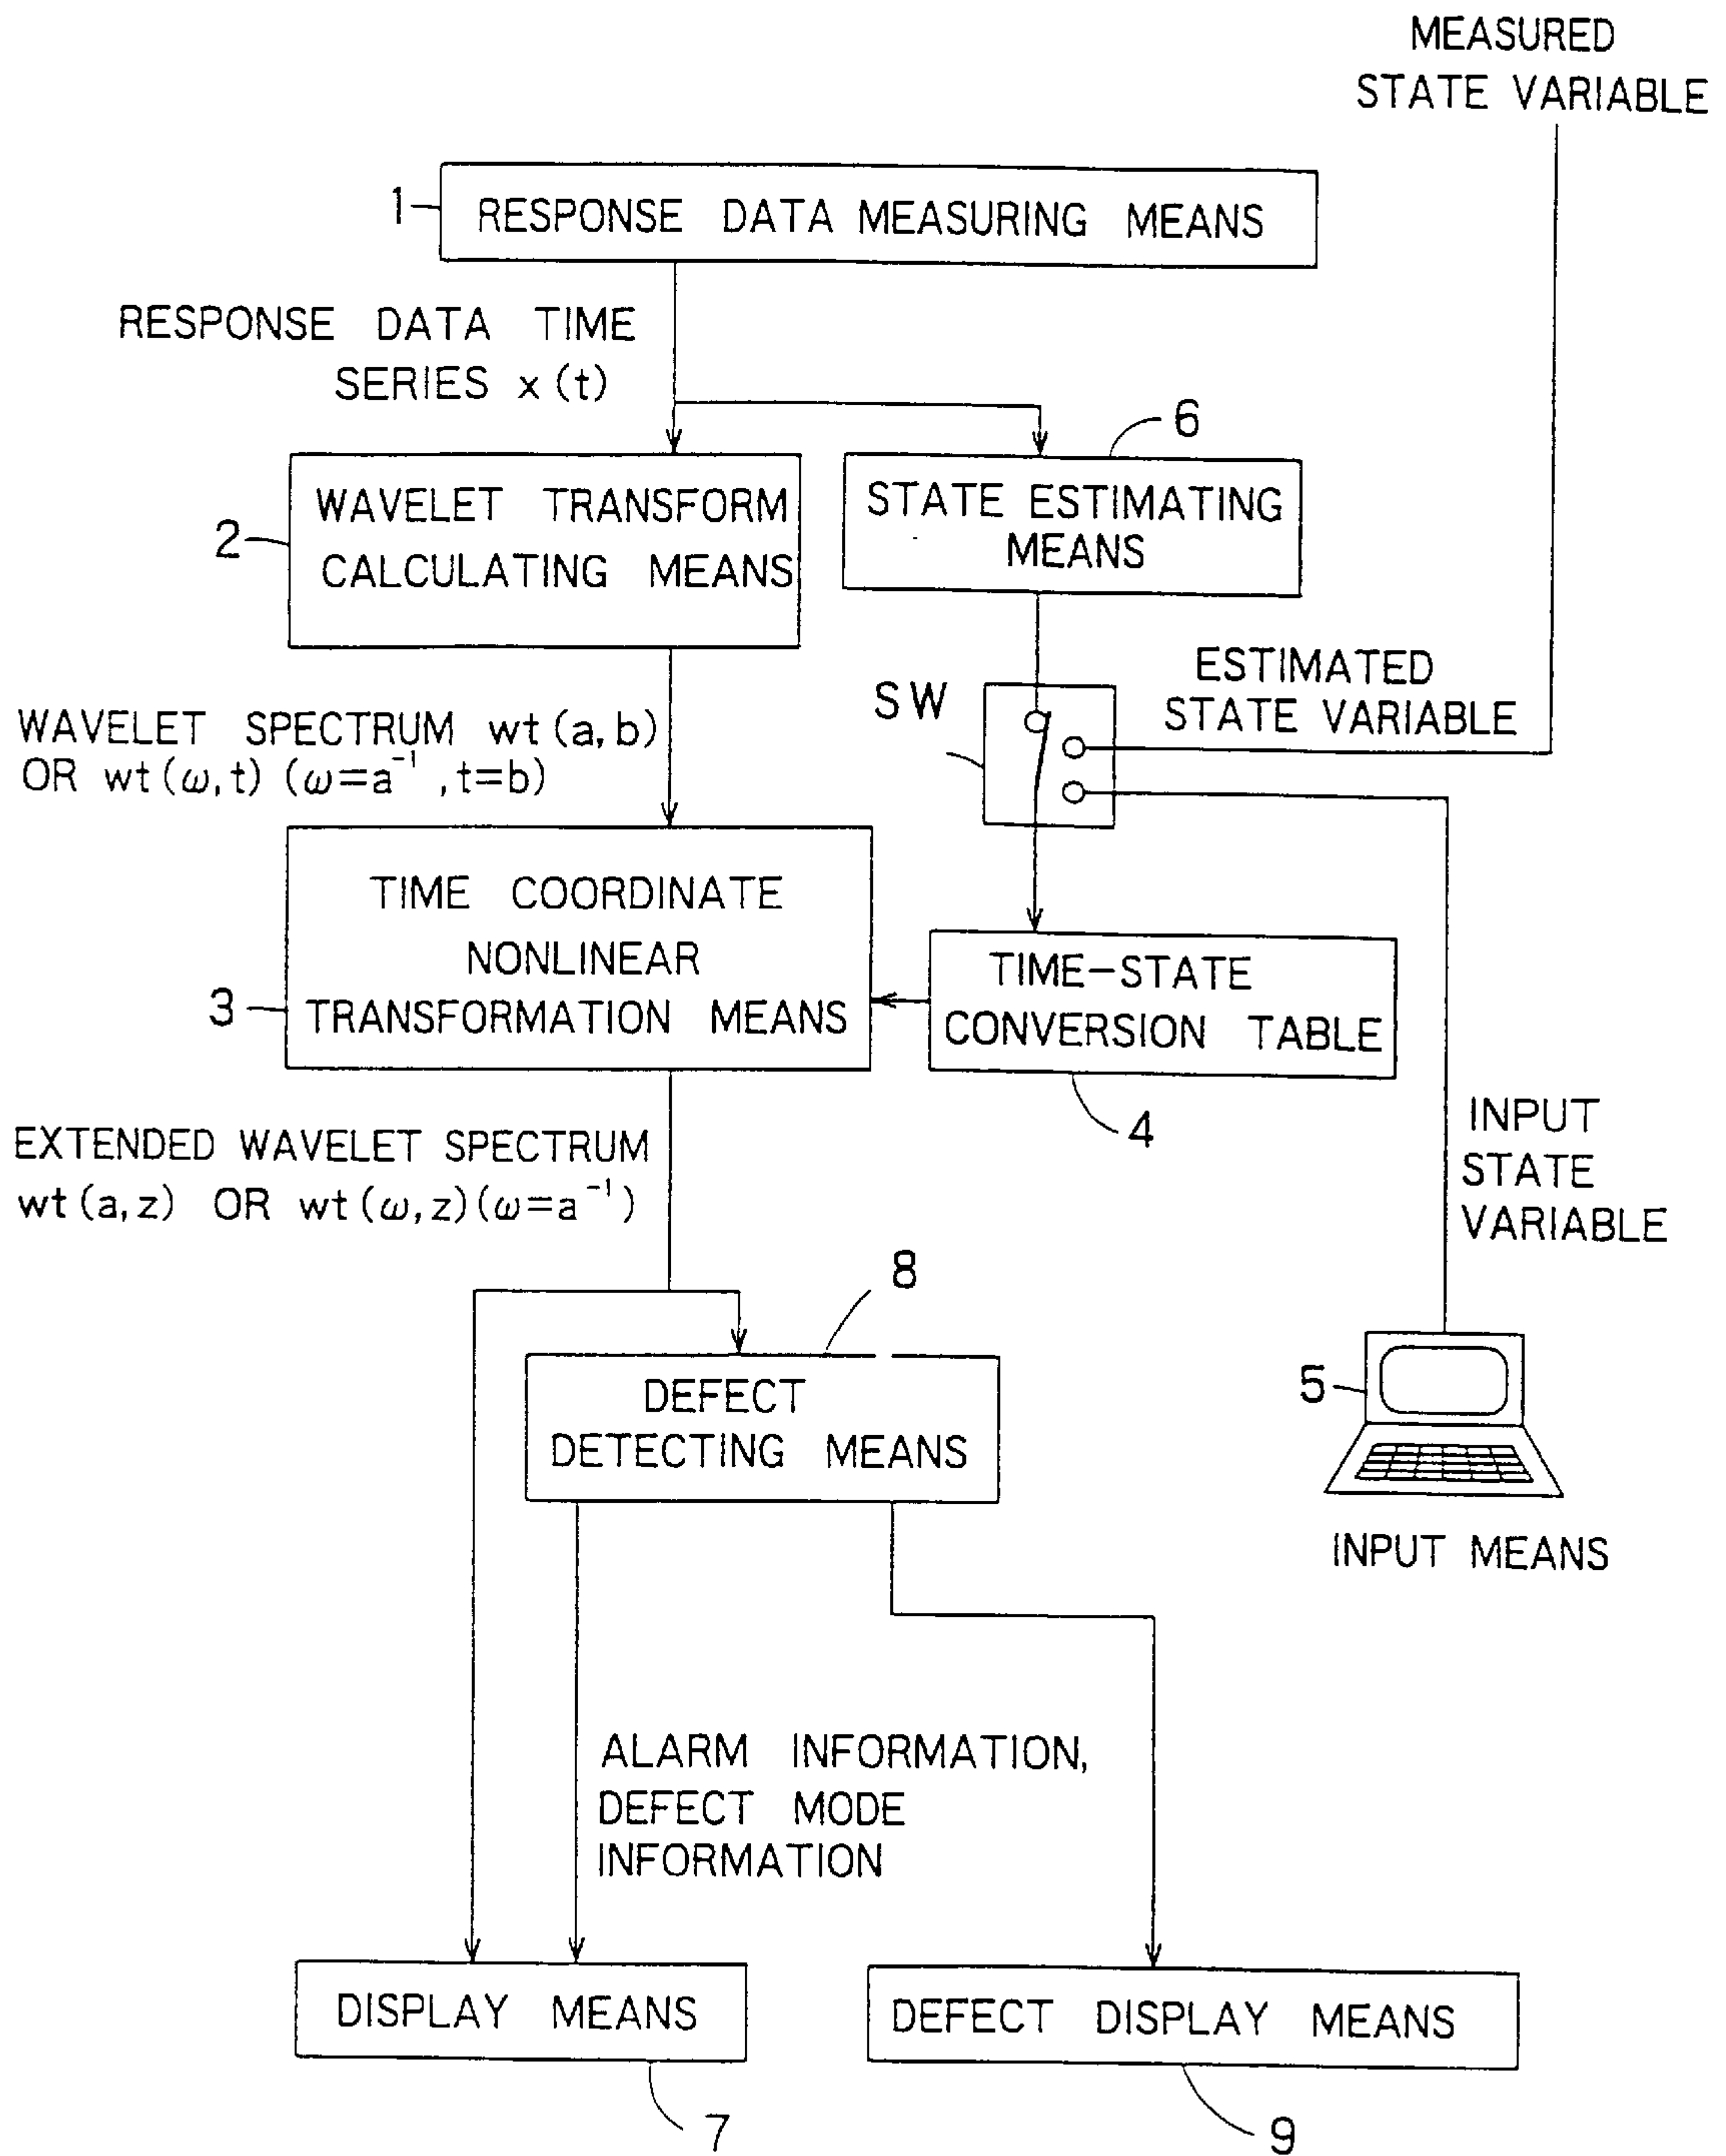 MEASURED
STATE VARIABLE
1
RESPONSE DATA MEASURING MEANS
RESPONSE DATA TIME
SERIES x(t)
6
2
WAVELET TRANSFORM
CALCULATING MEANS
STATE ESTIMATING
MEANS
SW
ESTIMATED
STATE VARIABLE
WAVELET SPECTRUM wt(a,b)
OR wt(ω,t) (ω=a⁻¹,t=b)
3
TIME COORDINATE
NONLINEAR
TRANSFORMATION MEANS
TIME-STATE
CONVERSION TABLE
4
INPUT
STATE
VARIABLE
EXTENDED WAVELET SPECTRUM
wt(a,z) OR wt(ω,z)(ω=a⁻¹)
8
DEFECT
DETECTING MEANS
5
INPUT MEANS
ALARM INFORMATION,
DEFECT MODE
INFORMATION
DISPLAY MEANS
DEFECT DISPLAY MEANS
7
9